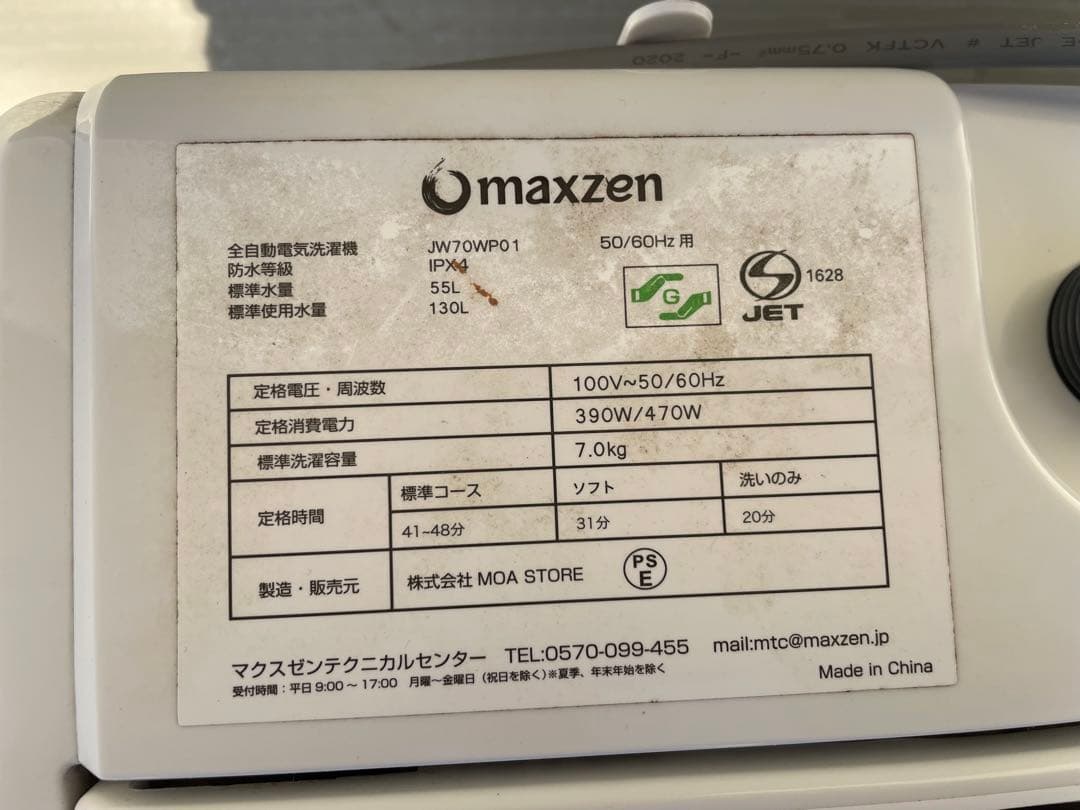 E JET # VCTFK 0.75mm² -F- 2020
maxzen
全自動電気洗濯機 JW70WP01 50/60Hz 用
防水等級 IPX4
標準水量 55L
標準使用水量 130L
G
JET 1628
定格電圧・周波数 100V~50/60Hz
定格消費電力 390W/470W
標準洗濯容量 7.0kg
定格時間 標準コース ソフト 洗いのみ
41~48分 31分 20分
製造・販売元 株式会社 MOA STORE PS E
マクスゼンテクニカルセンター TEL:0570-099-455 mail:mtc@maxzen.jp
受付時間：平日 9:00 ～ 17:00 月曜～金曜日（祝日を除く）※夏季、年末年始を除く
Made in China